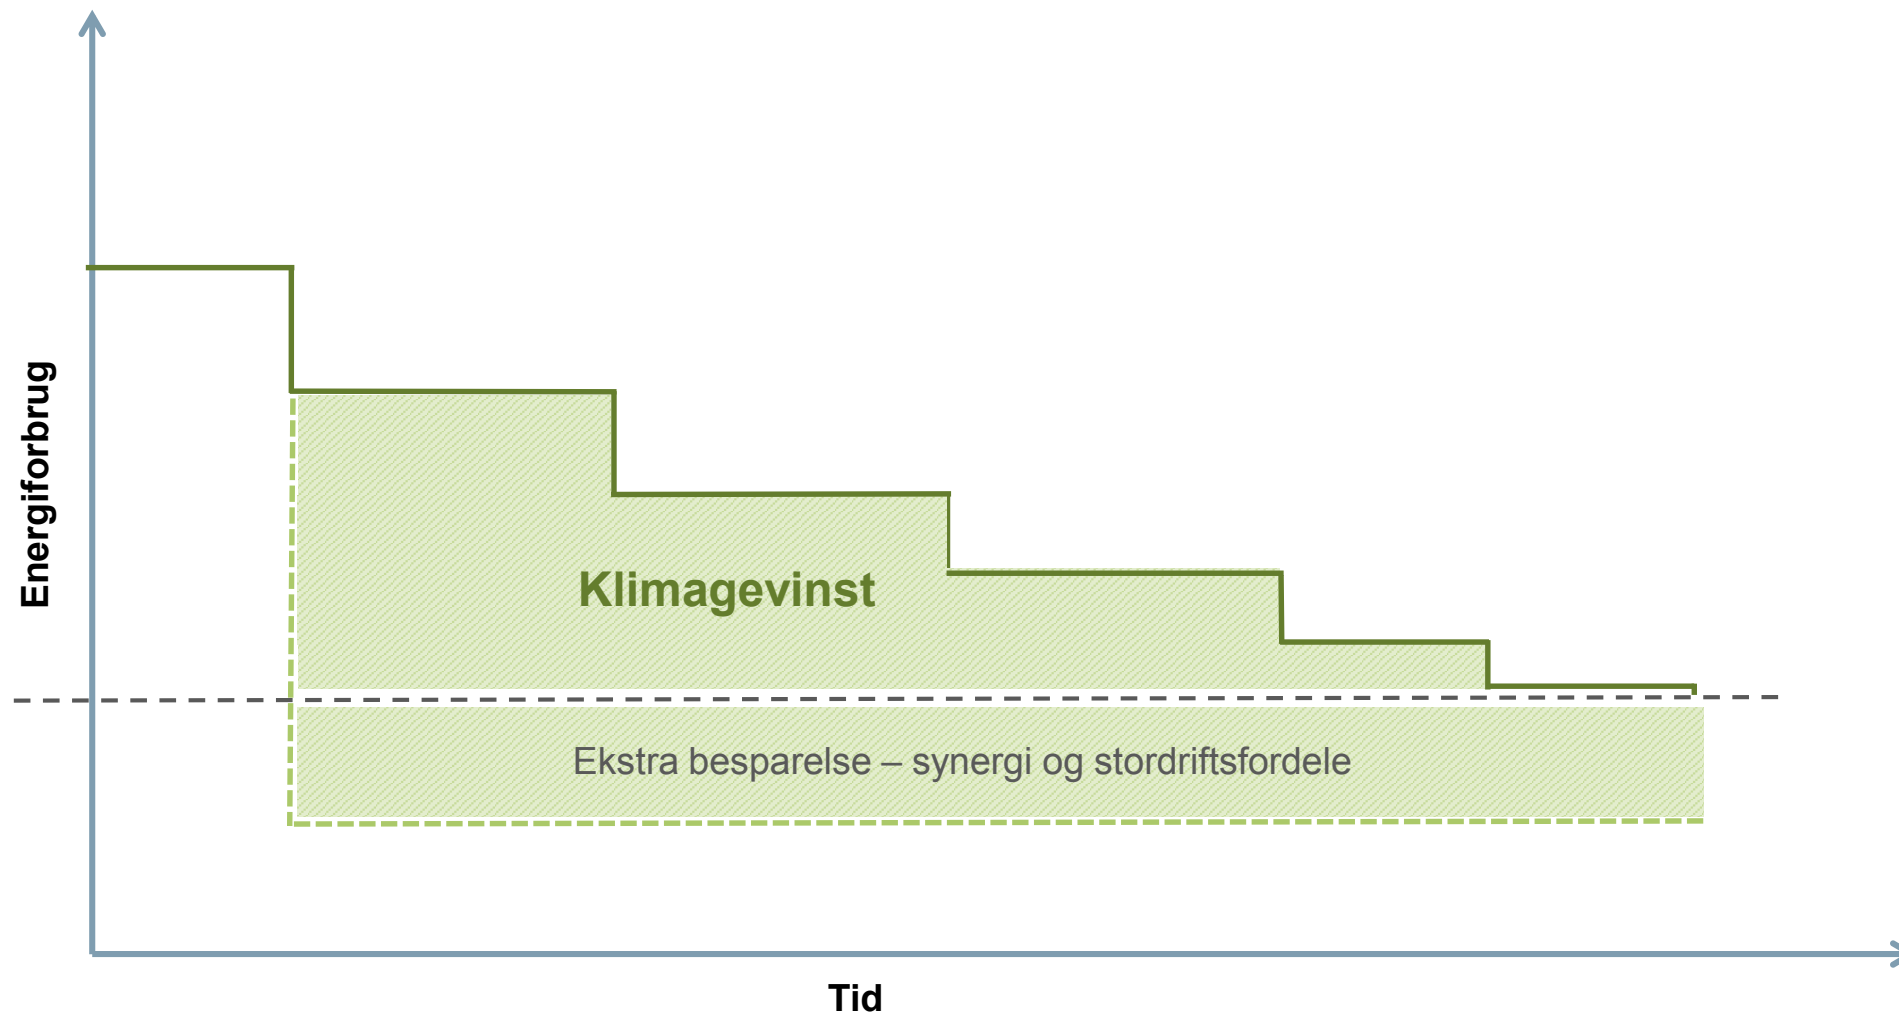 Energiforbrug
Klimagevinst
Ekstra besparelse – synergi og stordriftsfordele
Tid